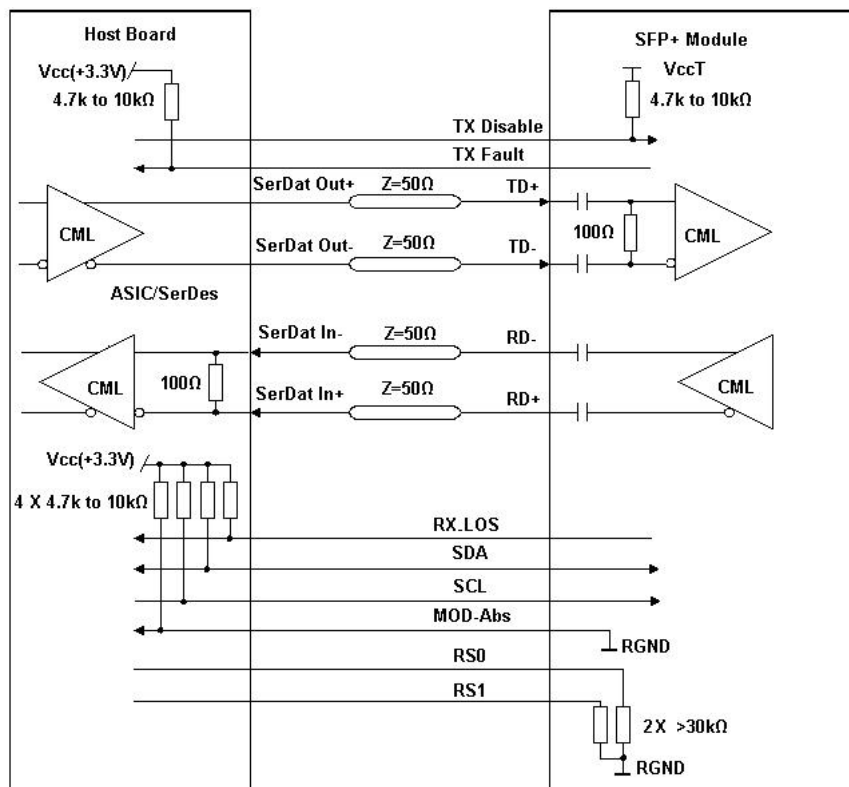 Host Board
SFP+ Module
Vcc(+3.3V)
4.7k to 10kΩ
VccT
4.7k to 10kΩ
TX Disable
TX Fault
SerDat Out+
Z=50Ω
TD+
CML
100Ω
CML
SerDat Out-
Z=50Ω
TD-
ASIC/SerDes
SerDat In-
Z=50Ω
RD-
CML
100Ω
SerDat In+
Z=50Ω
RD+
CML
Vcc(+3.3V)
4 X 4.7k to 10kΩ
RX_LOS
SDA
SCL
MOD-Abs
RGND
RS0
RS1
2X >30kΩ
RGND